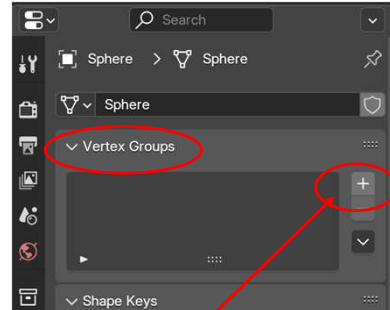 Search
Sphere > Sphere
Sphere
Vertex Groups
Shape Keys